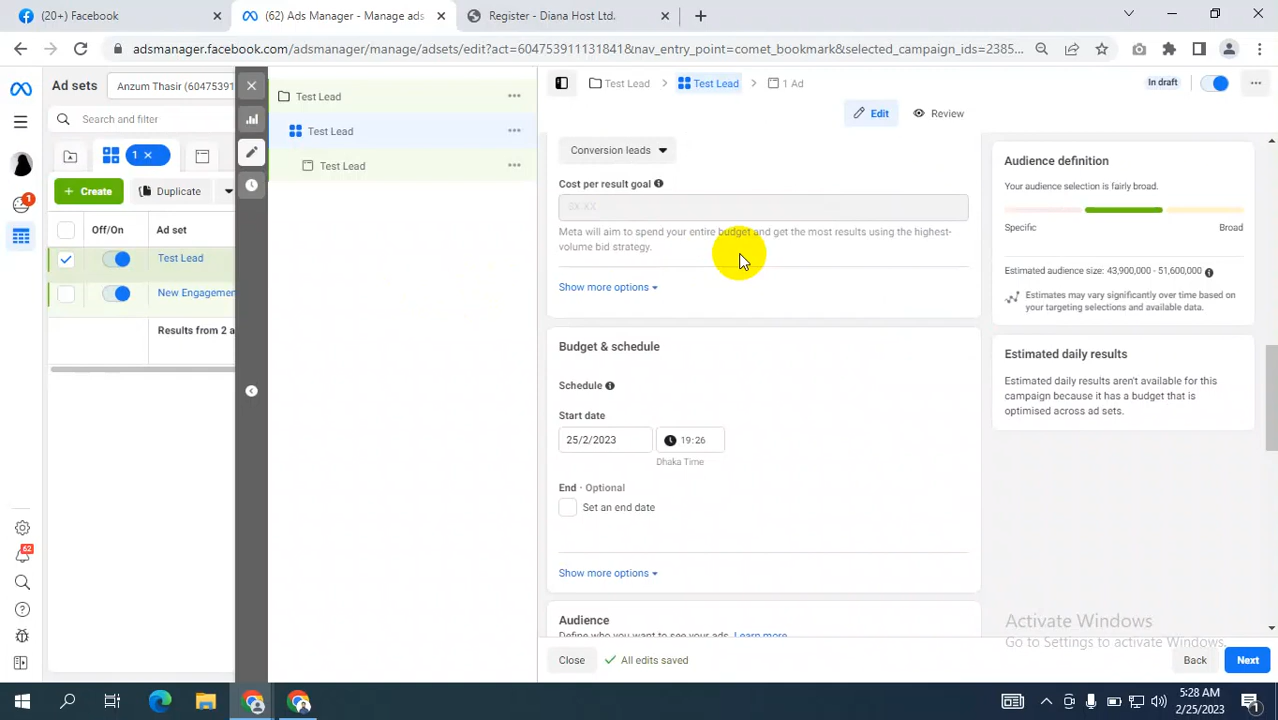 (20+) Facebook
(62) Ads Manager - Manage ads
Register - Diana Host Ltd.
adsmanager.facebook.com/adsmanager/manage/adsets/edit?act=604753911131841&nav_entry_point=comet_bookmark&selected_campaign_ids=2385...
Ad sets
Anzum Thasir (6047539111
Search and filter
1
Create
Duplicate
Off/On
Ad set
Test Lead
New Engagemen
Results from 2 a
1
62
Test Lead
Test Lead
Test Lead
Test Lead
Test Lead
1 Ad
In draft
Edit
Review
Conversion leads
Cost per result goal
$X.XX
Meta will aim to spend your entire budget and get the most results using the highest-
volume bid strategy.
Show more options
Budget & schedule
Schedule
Start date
25/2/2023
19:26
Dhaka Time
End · Optional
Set an end date
Show more options
Audience
Define who you want to see your ads. Learn more
Close
All edits saved
Back
Next
Audience definition
Your audience selection is fairly broad.
Specific
Broad
Estimated audience size: 43,900,000 - 51,600,000
Estimates may vary significantly over time based on
your targeting selections and available data.
Estimated daily results
Estimated daily results aren't available for this
campaign because it has a budget that is
optimised across ad sets.
Activate Windows
Go to Settings to activate Windows.
5:28 AM
2/25/2023
1